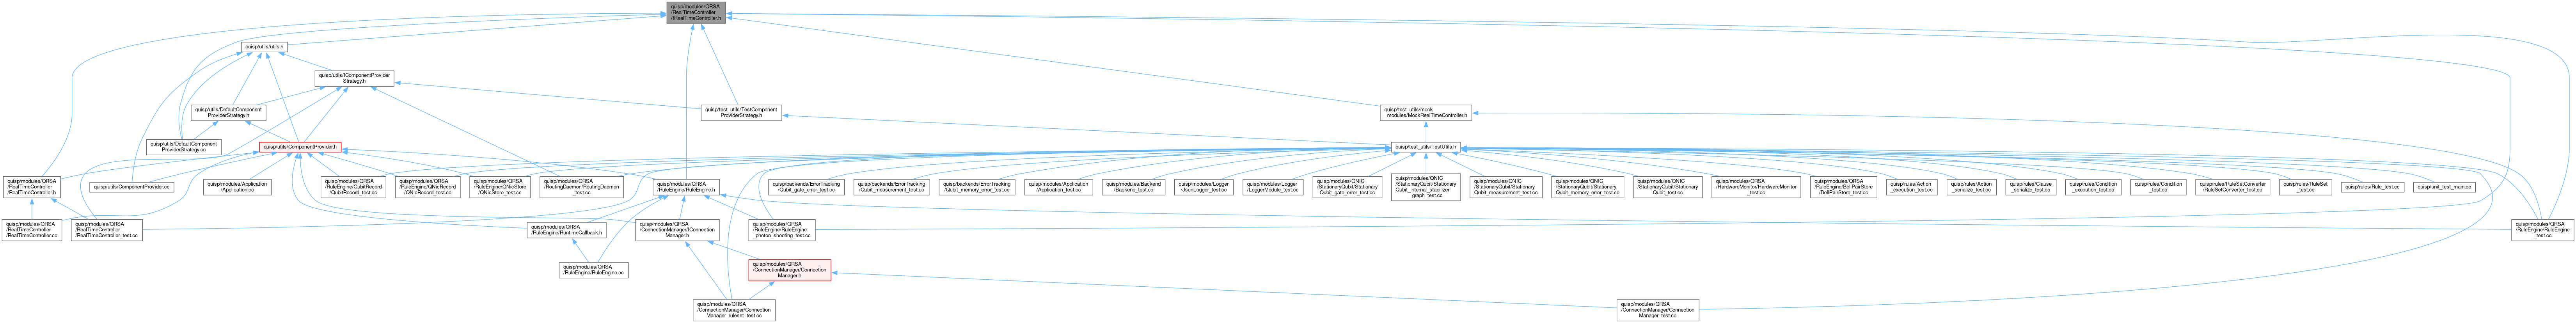 quisp/modules/QRSA
/RealTimeController
/IRealTimeController.h
quisp/utils/utils.h
quisp/utils/IComponentProvider
Strategy.h
quisp/utils/DefaultComponent
ProviderStrategy.h
quisp/test_utils/TestComponent
ProviderStrategy.h
quisp/test_utils/mock
_modules/MockRealTimeController.h
quisp/utils/DefaultComponent
ProviderStrategy.cc
quisp/utils/ComponentProvider.h
quisp/test_utils/TestUtils.h
quisp/modules/QRSA
/RealTimeController
/RealTimeController.h
quisp/utils/ComponentProvider.cc
quisp/modules/Application
/Application.cc
quisp/modules/QRSA
/RuleEngine/QubitRecord
/QubitRecord_test.cc
quisp/modules/QRSA
/RuleEngine/QNicRecord
/QNicRecord_test.cc
quisp/modules/QRSA
/RuleEngine/QNicStore
/QNicStore_test.cc
quisp/modules/QRSA
/RoutingDaemon/RoutingDaemon
_test.cc
quisp/modules/QRSA
/RuleEngine/RuleEngine.h
quisp/backends/ErrorTracking
/Qubit_gate_error_test.cc
quisp/backends/ErrorTracking
/Qubit_measurement_test.cc
quisp/backends/ErrorTracking
/Qubit_memory_error_test.cc
quisp/modules/Application
/Application_test.cc
quisp/modules/Backend
/Backend_test.cc
quisp/modules/Logger
/JsonLogger_test.cc
quisp/modules/Logger
/LoggerModule_test.cc
quisp/modules/QNIC
/StationaryQubit/Stationary
Qubit_gate_error_test.cc
quisp/modules/QNIC
/StationaryQubit/Stationary
Qubit_internal_stabilizer
_graph_test.cc
quisp/modules/QNIC
/StationaryQubit/Stationary
Qubit_measurement_test.cc
quisp/modules/QNIC
/StationaryQubit/Stationary
Qubit_memory_error_test.cc
quisp/modules/QNIC
/StationaryQubit/Stationary
Qubit_test.cc
quisp/modules/QRSA
/HardwareMonitor/HardwareMonitor
_test.cc
quisp/modules/QRSA
/RuleEngine/BellPairStore
/BellPairStore_test.cc
quisp/rules/Action
_execution_test.cc
quisp/rules/Action
_serialize_test.cc
quisp/rules/Clause
_serialize_test.cc
quisp/rules/Condition
_execution_test.cc
quisp/rules/Condition
_test.cc
quisp/rules/RuleSetConverter
/RuleSetConverter_test.cc
quisp/rules/RuleSet
_test.cc
quisp/rules/Rule_test.cc
quisp/unit_test_main.cc
quisp/modules/QRSA
/RealTimeController
/RealTimeController.cc
quisp/modules/QRSA
/RealTimeController
/RealTimeController_test.cc
quisp/modules/QRSA
/RuleEngine/RuntimeCallback.h
quisp/modules/QRSA
/ConnectionManager/IConnection
Manager.h
quisp/modules/QRSA
/RuleEngine/RuleEngine
_photon_shooting_test.cc
quisp/modules/QRSA
/RuleEngine/RuleEngine
_test.cc
quisp/modules/QRSA
/RuleEngine/RuleEngine.cc
quisp/modules/QRSA
/ConnectionManager/Connection
Manager.h
quisp/modules/QRSA
/ConnectionManager/Connection
Manager_ruleset_test.cc
quisp/modules/QRSA
/ConnectionManager/Connection
Manager_test.cc